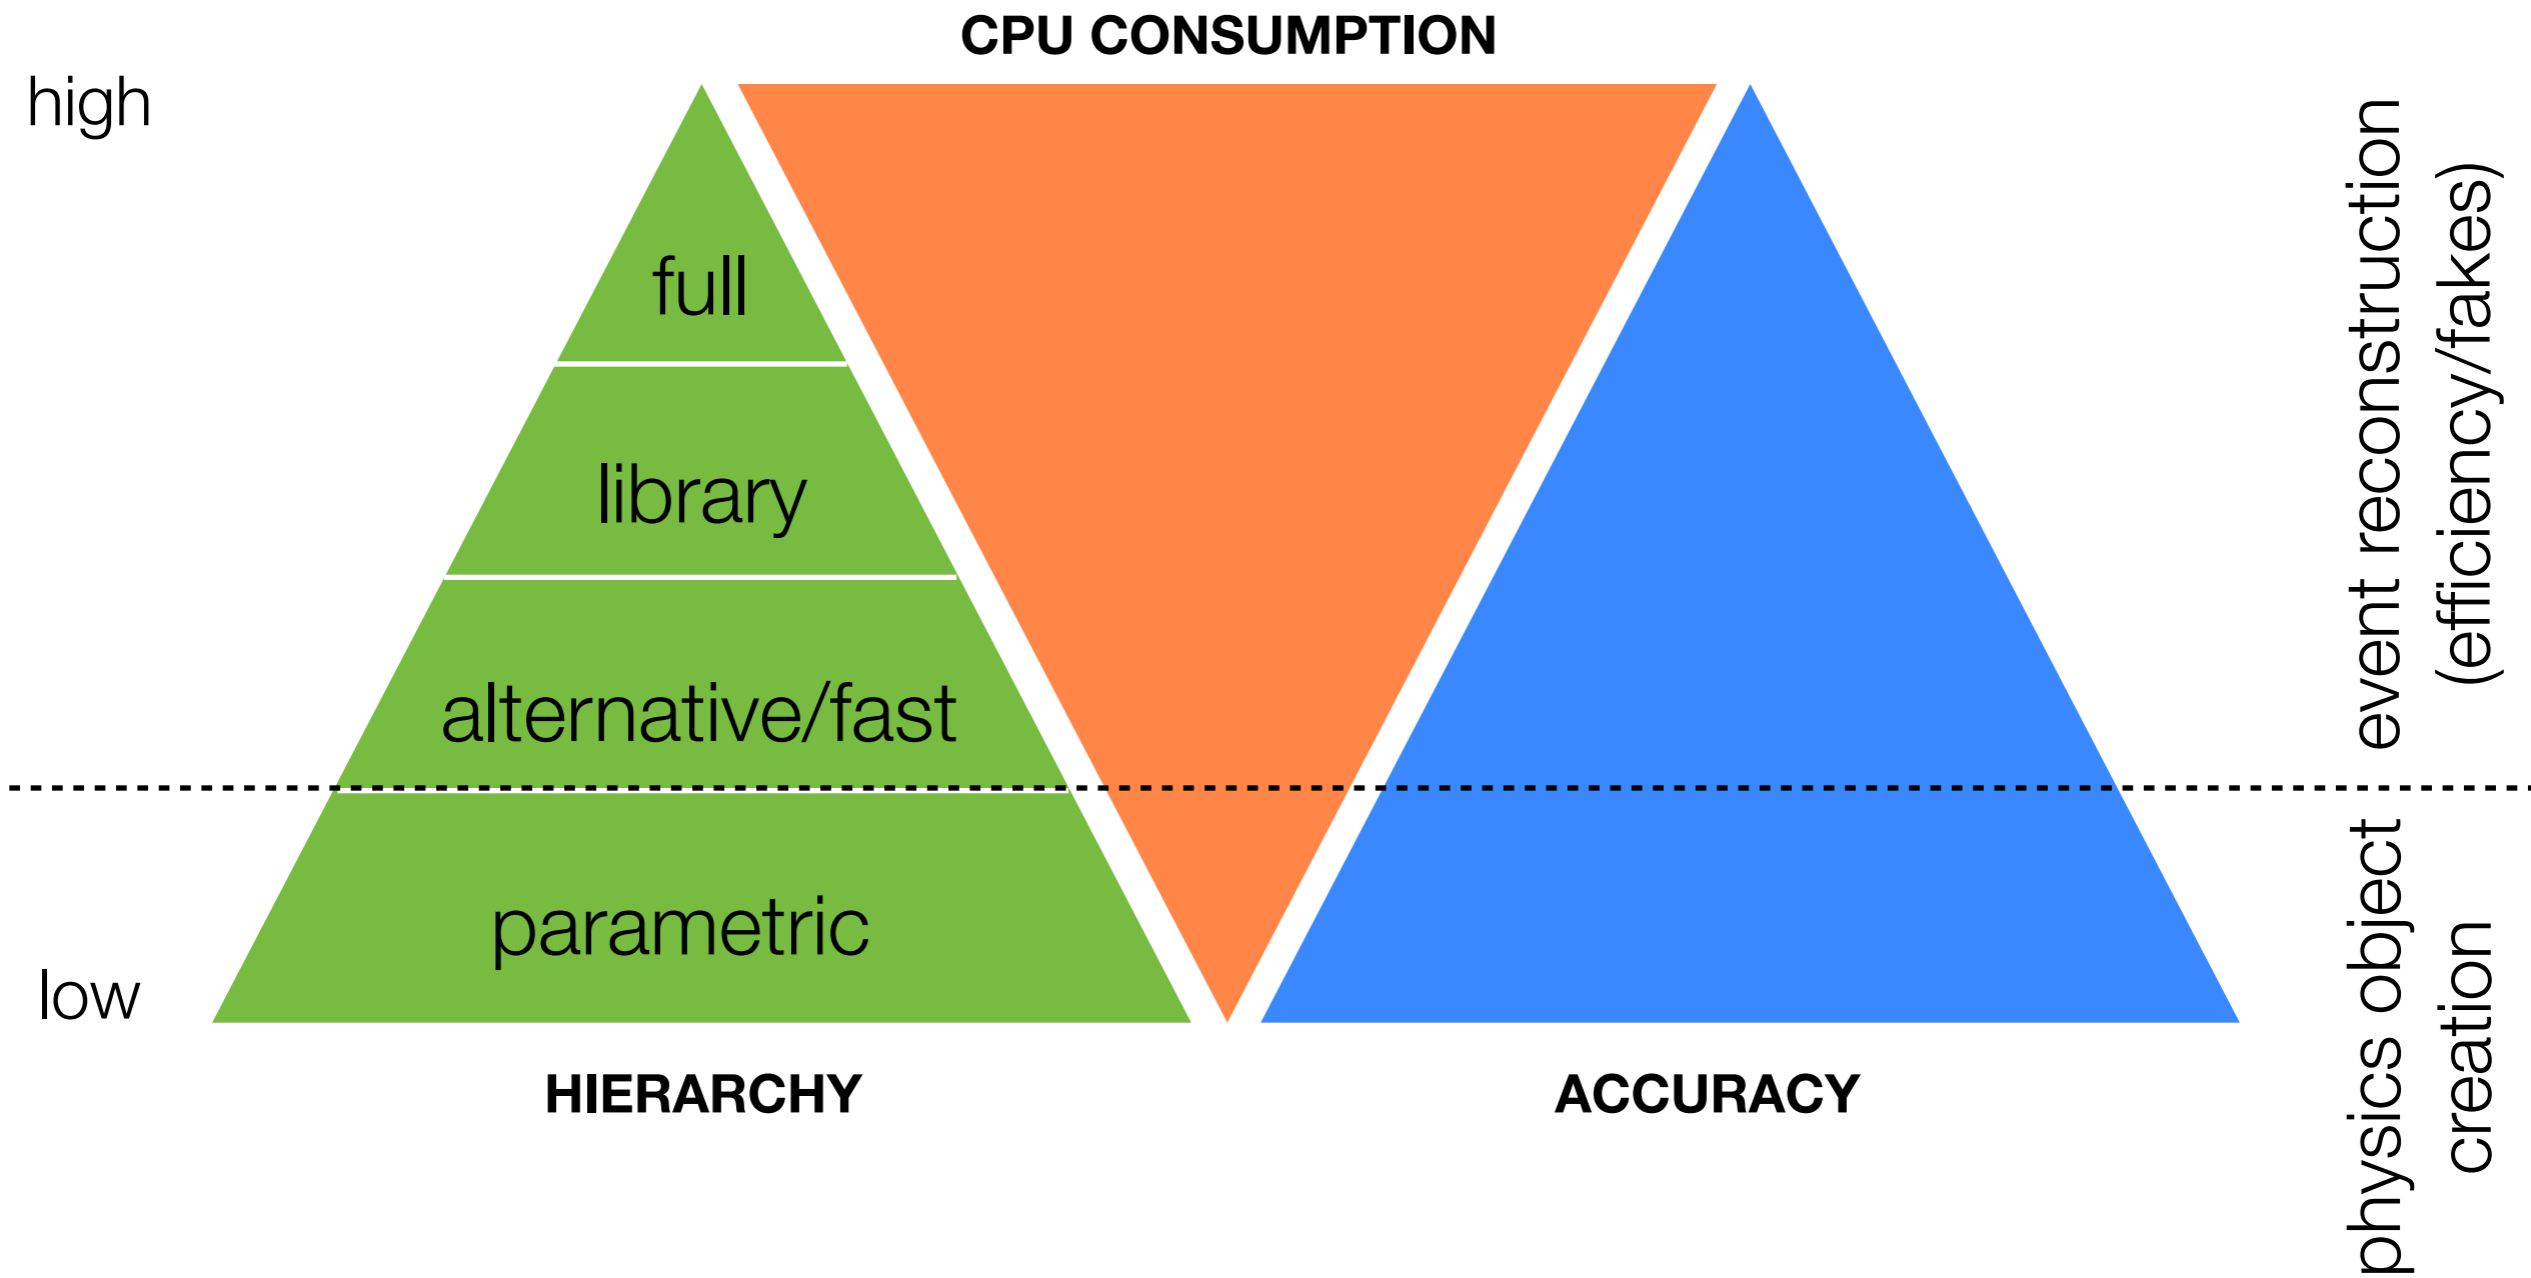 CPU CONSUMPTION
high
full
library
alternative/fast
parametric
low
HIERARCHY
ACCURACY
event reconstruction
(efficiency/fakes)
physics object
creation